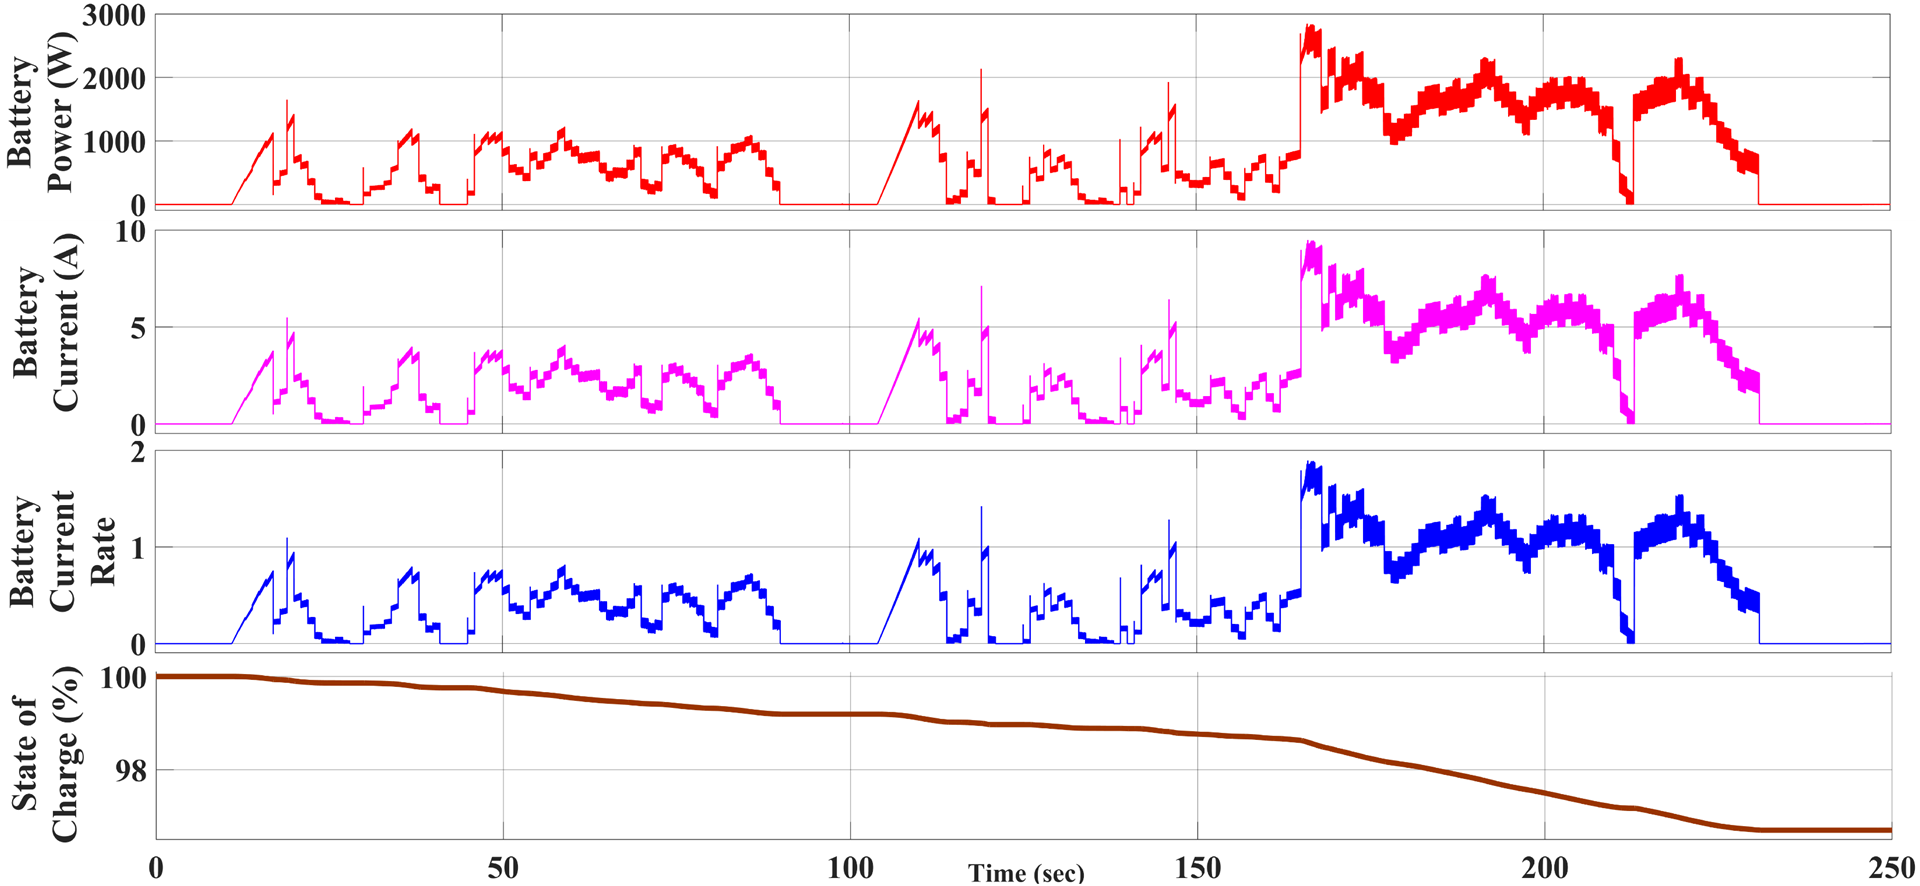 Battery
Power (W)
3000
2000
1000
0
Battery
Current (A)
10
5
0
Battery
Current
Rate
2
1
0
State of
Charge (%)
100
98
0 50 100 150 200 250
Time (sec)